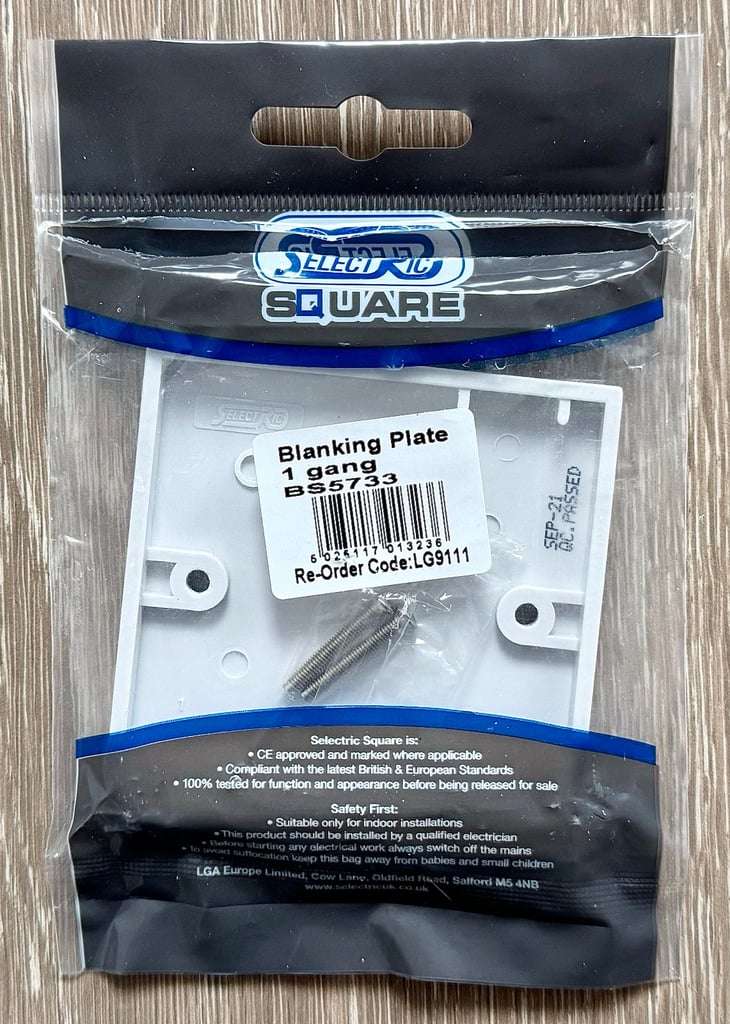 SELECTRIC
SQUARE
SELECTRIC
Blanking Plate
1 gang
BS5733
5 025117 013236
Re-Order Code:LG9111
SEP-21
QC.PASSED
1
Selectric Square is:
• CE approved and marked where applicable
• Compliant with the latest British & European Standards
• 100% tested for function and appearance before being released for sale
Safety First:
• Suitable only for indoor installations
• This product should be installed by a qualified electrician
• Before starting any electrical work always switch off the mains
• To avoid suffocation keep this bag away from babies and small children
LGA Europe Limited, Cow Lane, Oldfield Road, Salford M5 4NB
www.selectricuk.co.uk